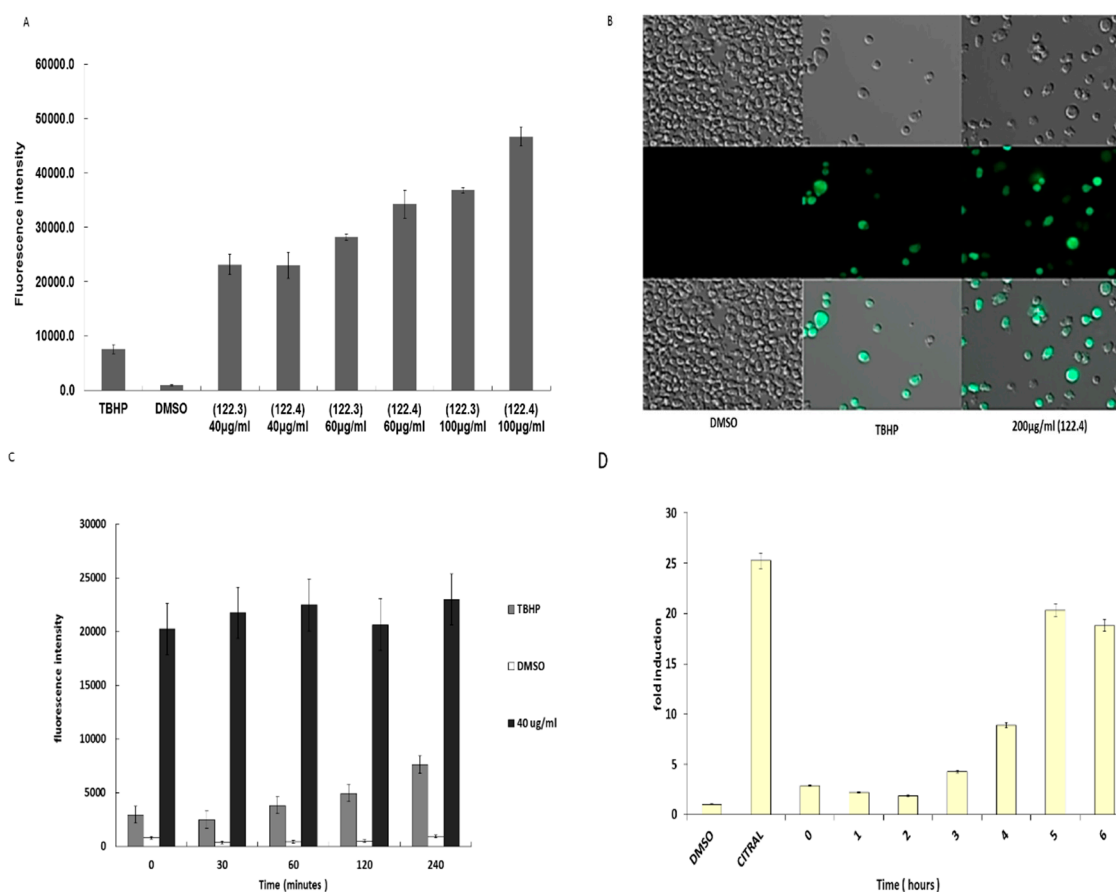 A
Fluorescence intensity
60000.0
50000.0
40000.0
30000.0
20000.0
10000.0
0.0
TBHP DMSO (122.3) (122.4) (122.3) (122.4) (122.3) (122.4)
40µg/ml 40µg/ml 60µg/ml 60µg/ml 100µg/ml 100µg/ml
B
DMSO TBHP 200µg/ml (122.4)
C
fluorescence intensity
30000
25000
20000
15000
10000
5000
0
0 30 60 120 240
Time (minutes )
TBHP
DMSO
40 ug/ml
D
fold induction
30
25
20
15
10
5
0
DMSO CITRAL 0 1 2 3 4 5 6
Time ( hours )